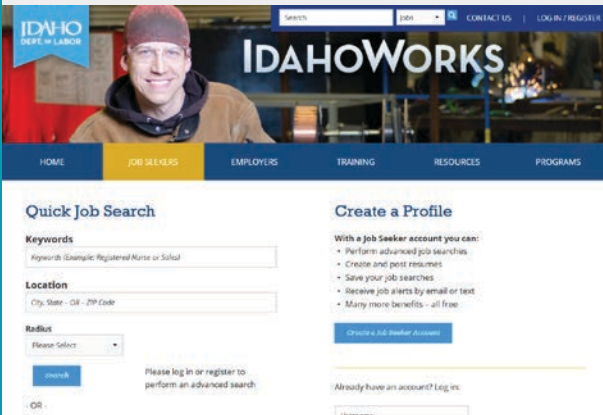 IDAHO
DEPT. OF LABOR
Search
Jobs
CONTACT US | LOG IN / REGISTER
IDAHOWORKS
HOME JOB SEEKERS EMPLOYERS TRAINING RESOURCES PROGRAMS
Quick Job Search
Keywords
Keywords (Example: Registered Nurse or Sales)
Location
City, State - OR - ZIP Code
Radius
Please Select
search
Please log in or register to
perform an advanced search
- OR -
Create a Profile
With a Job Seeker account you can:
• Perform advanced job searches
• Create and post resumes
• Save your job searches
• Receive job alerts by email or text
• Many more benefits - all free
Create a Job Seeker Account
Already have an account? Log in:
Username